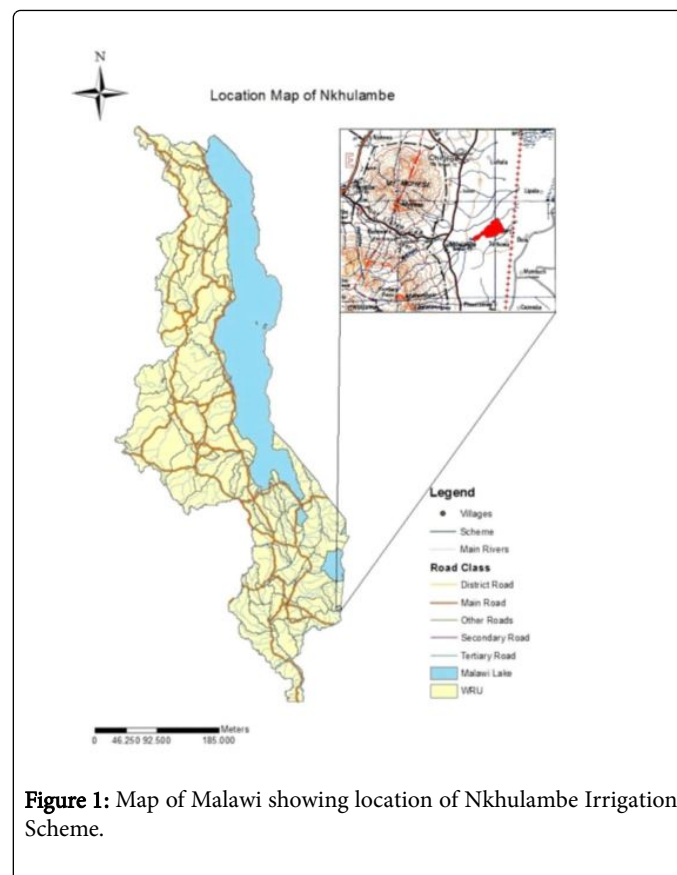 N
Location Map of Nkhulambe
Legend
Villages
Scheme
Main Rivers
Road Class
District Road
Main Road
Other Roads
Secondary Road
Tertiary Road
Malawi Lake
WRU
Meters
0 46.250 92.500 185.000
Figure 1: Map of Malawi showing location of Nkhulambe Irrigation
Scheme.